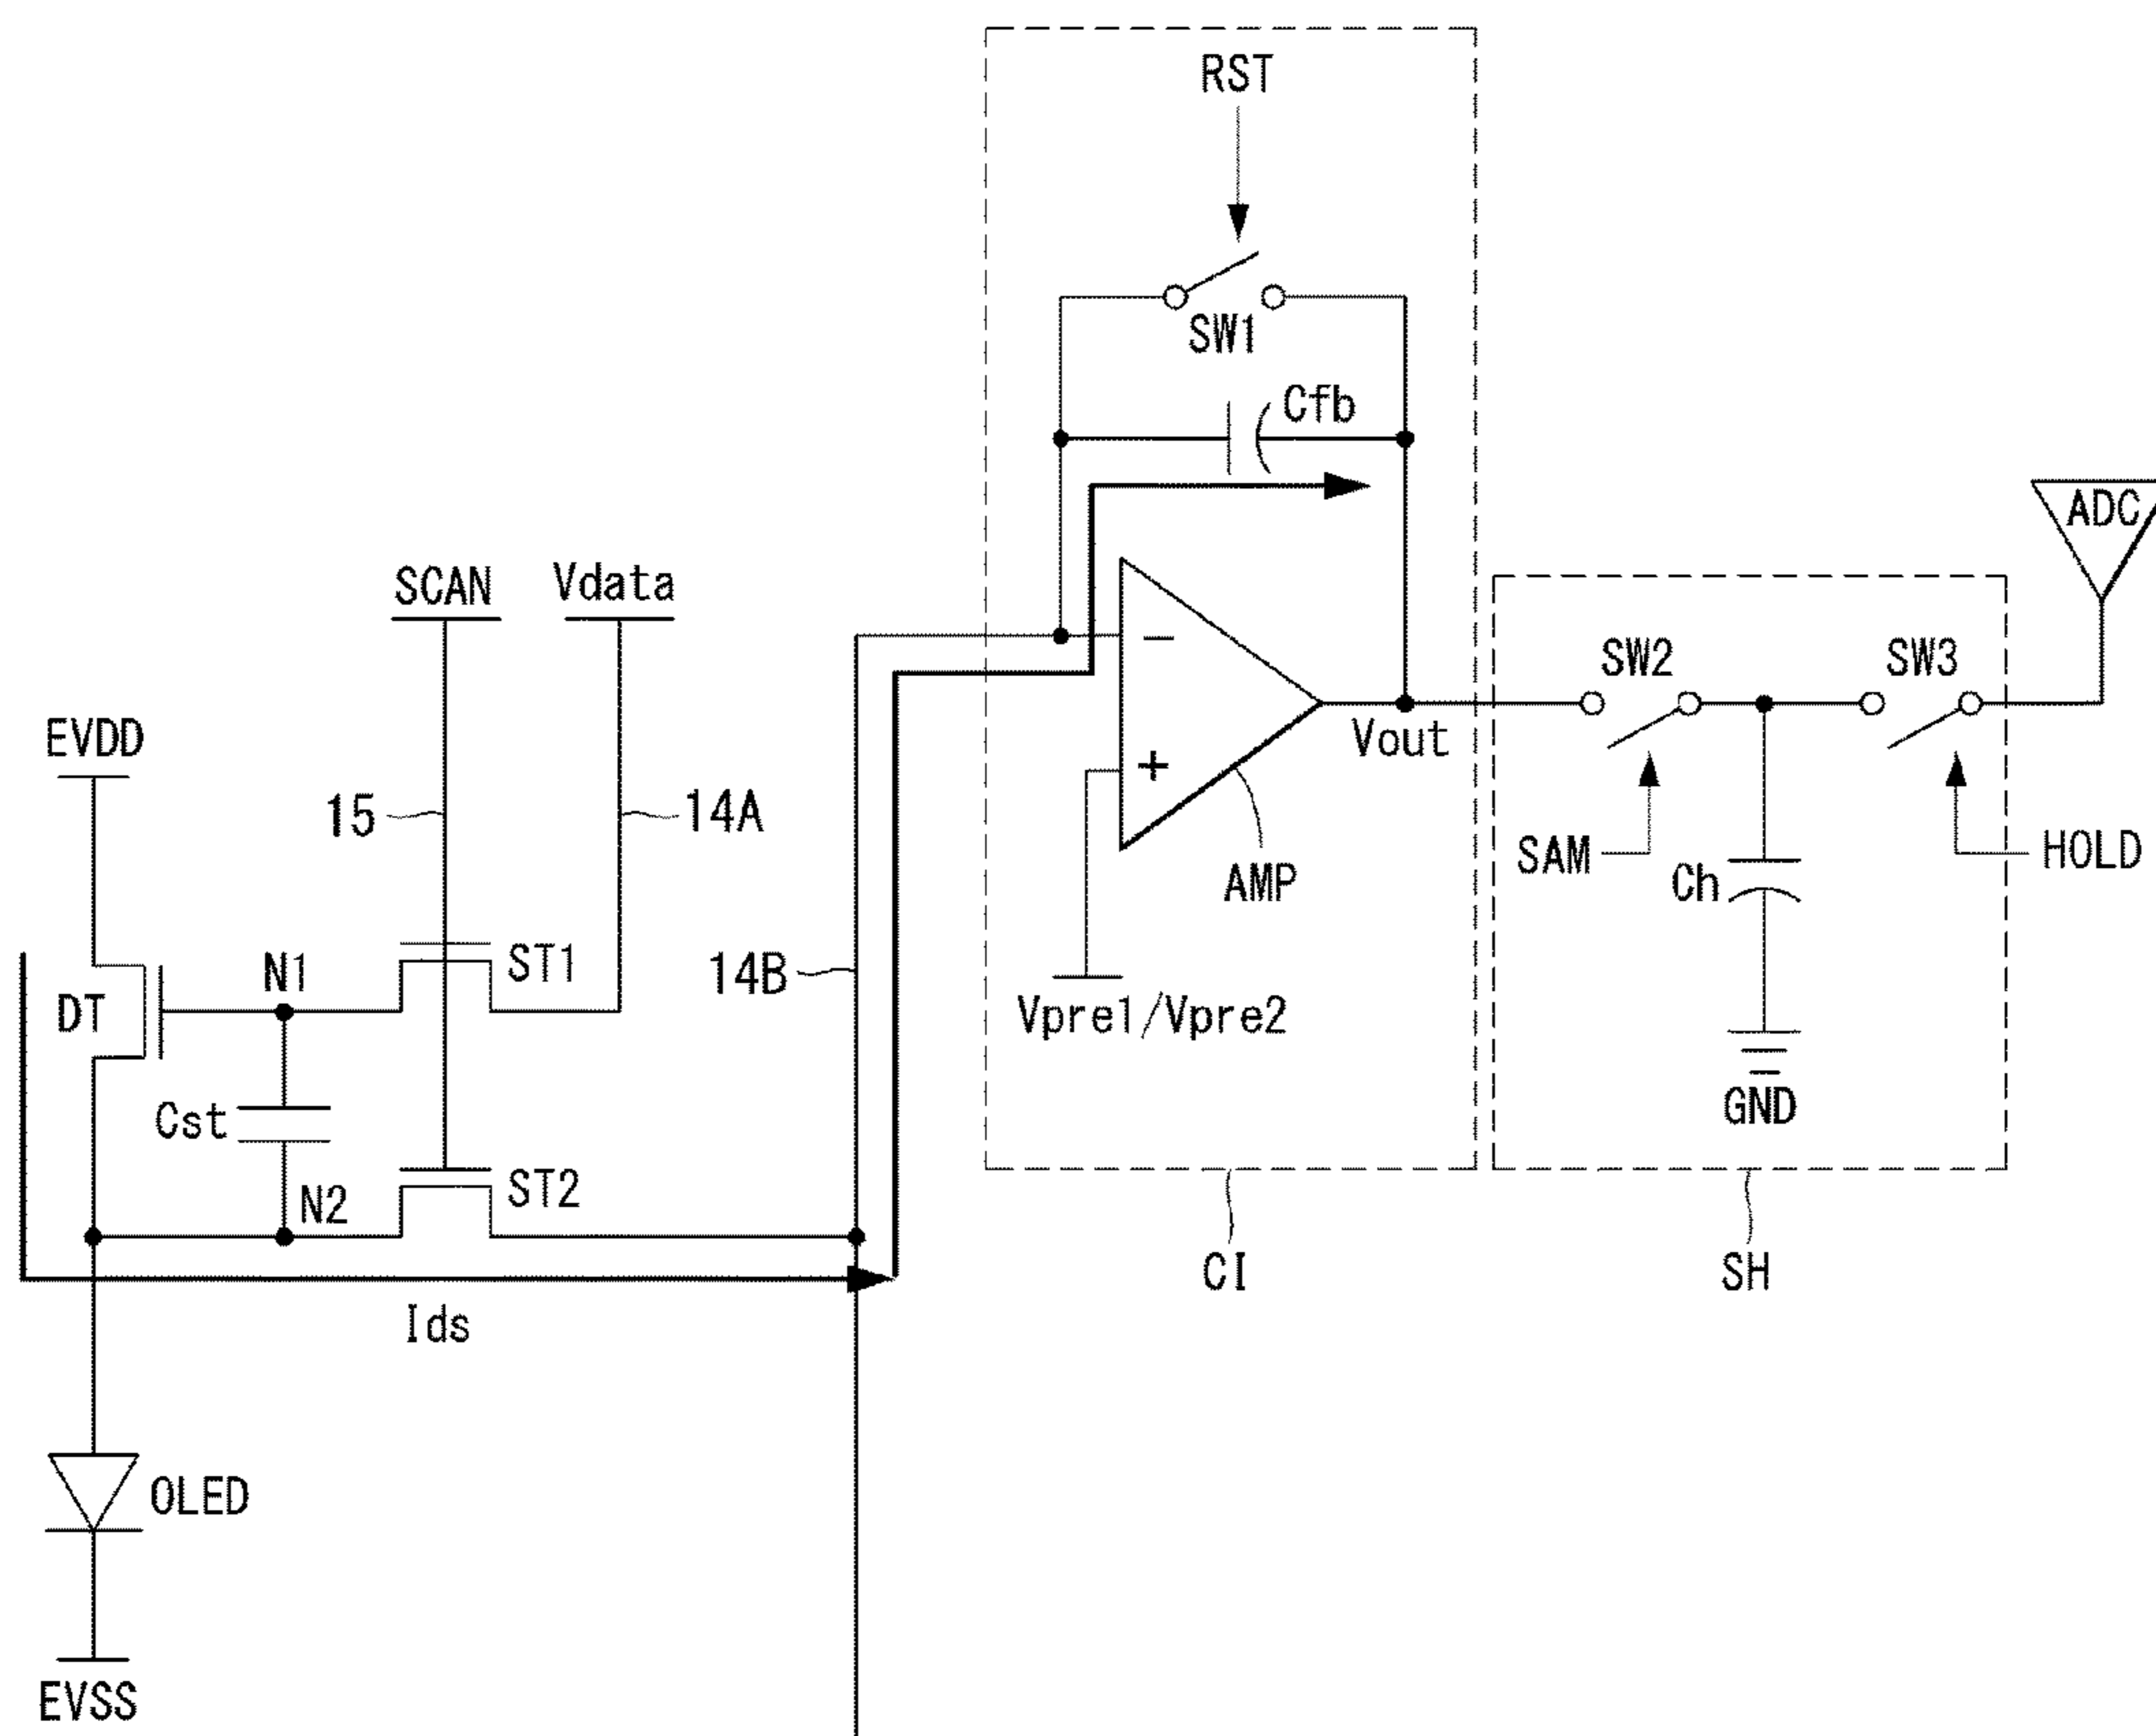 RST
SW1
Cfb
ADC
SCAN
Vdata
SW2
SW3
EVDD
−
Vout
+
15
14A
SAM
HOLD
AMP
Ch
N1
ST1
14B
DT
Vpre1/Vpre2
Cst
GND
ST2
N2
CI
SH
Ids
OLED
EVSS